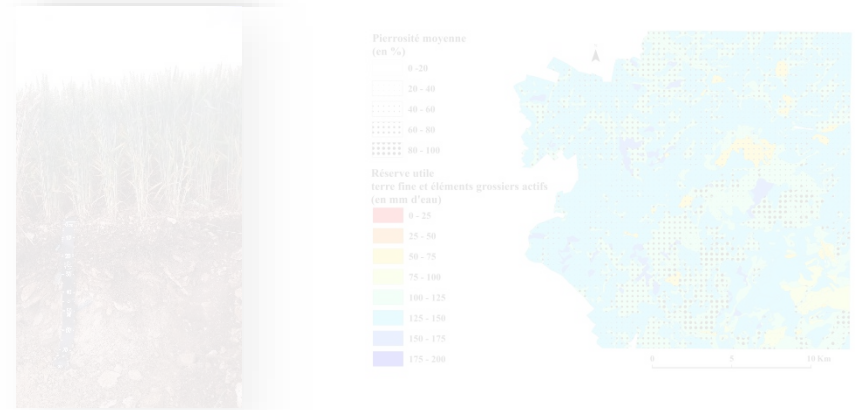 Pierrosité moyenne
(en %)
0 -20
20 - 40
40 - 60
60 - 80
80 - 100
Réserve utile
terre fine et éléments grossiers actifs
(en mm d'eau)
0 - 25
25 - 50
50 - 75
75 - 100
100 - 125
125 - 150
150 - 175
175 - 200
0 5 10 Km